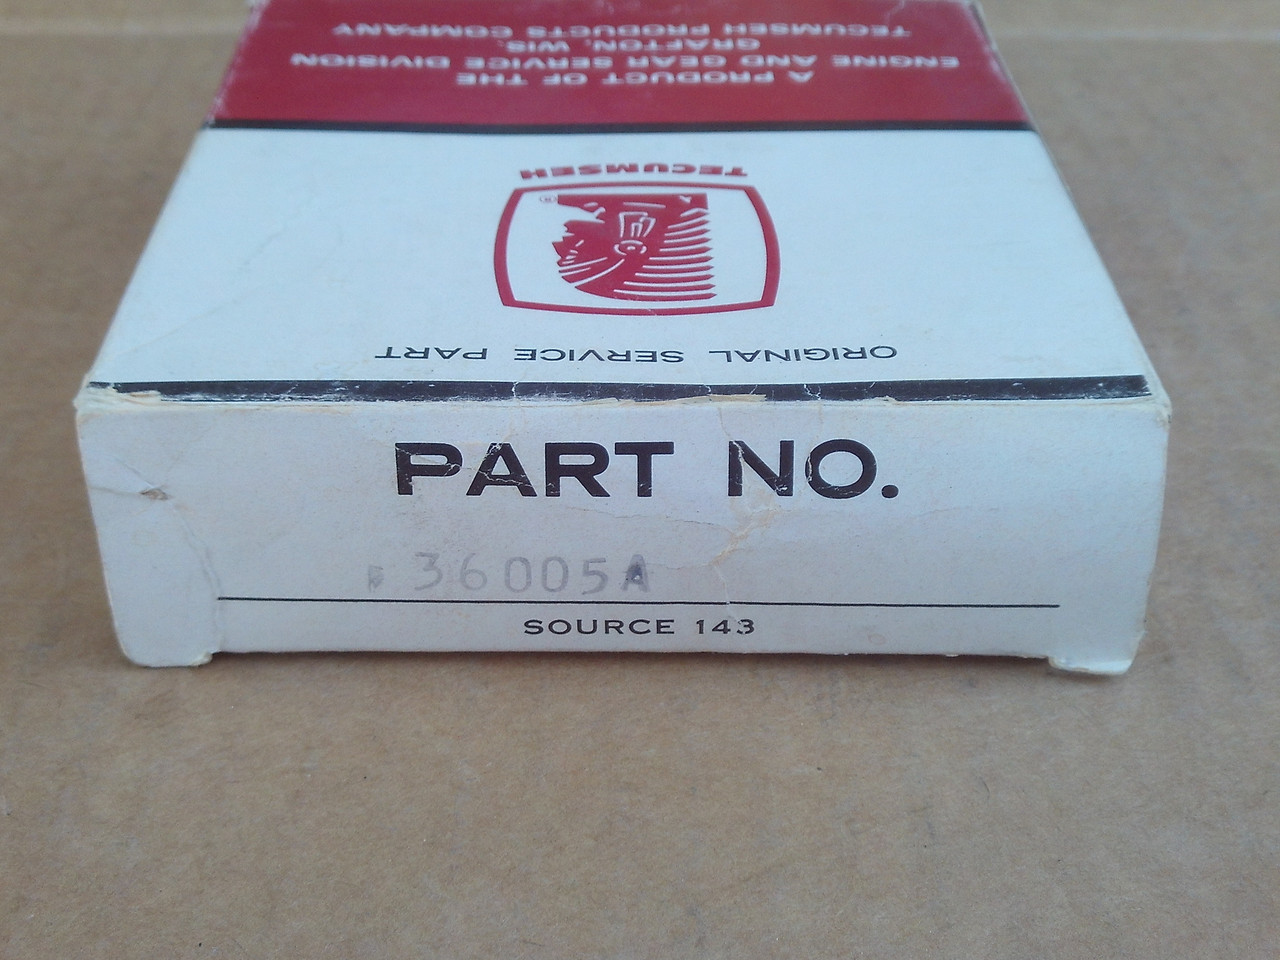 A PRODUCT OF THE
ENGINE AND GEAR SERVICE DIVISION
GRAFTON, WIS.
TECUMSEH PRODUCTS COMPANY
TECUMSEH
®
ORIGINAL SERVICE PART
PART NO.
36005A
SOURCE 143